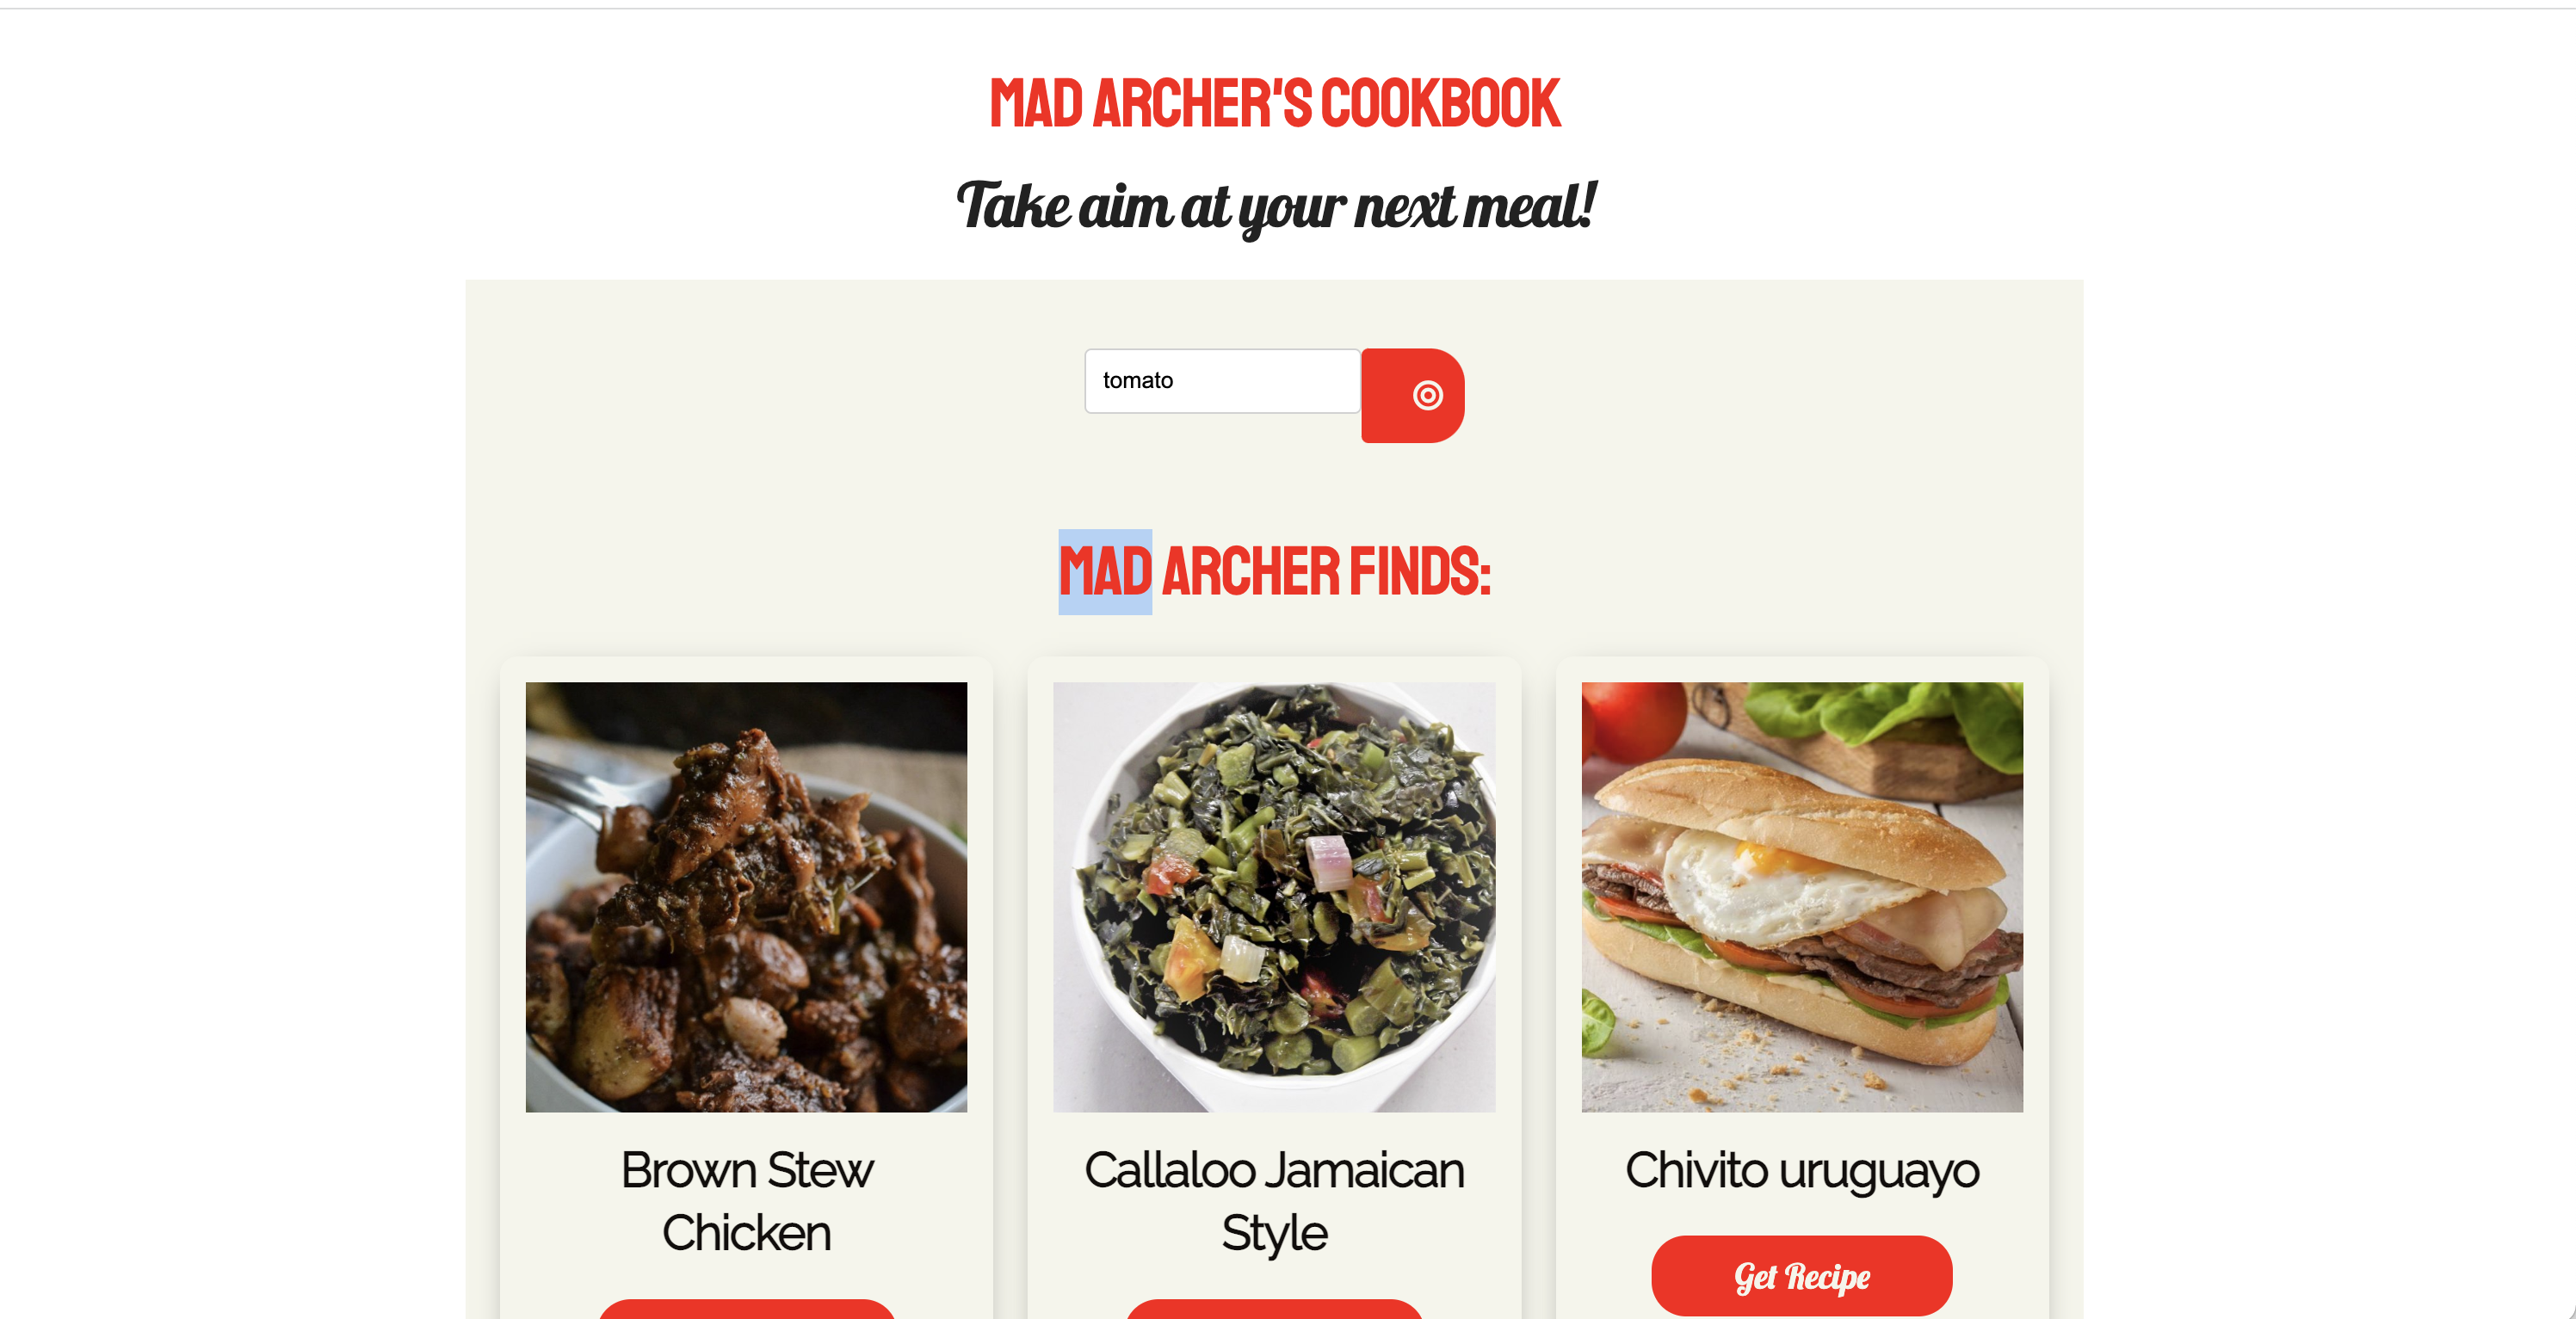 MAD ARCHER'S COOKBOOK
Take aim at your next meal!
tomato
MAD ARCHER FINDS:
Brown Stew
Chicken
Callaloo Jamaican
Style
Chivito uruguayo
Get Recipe